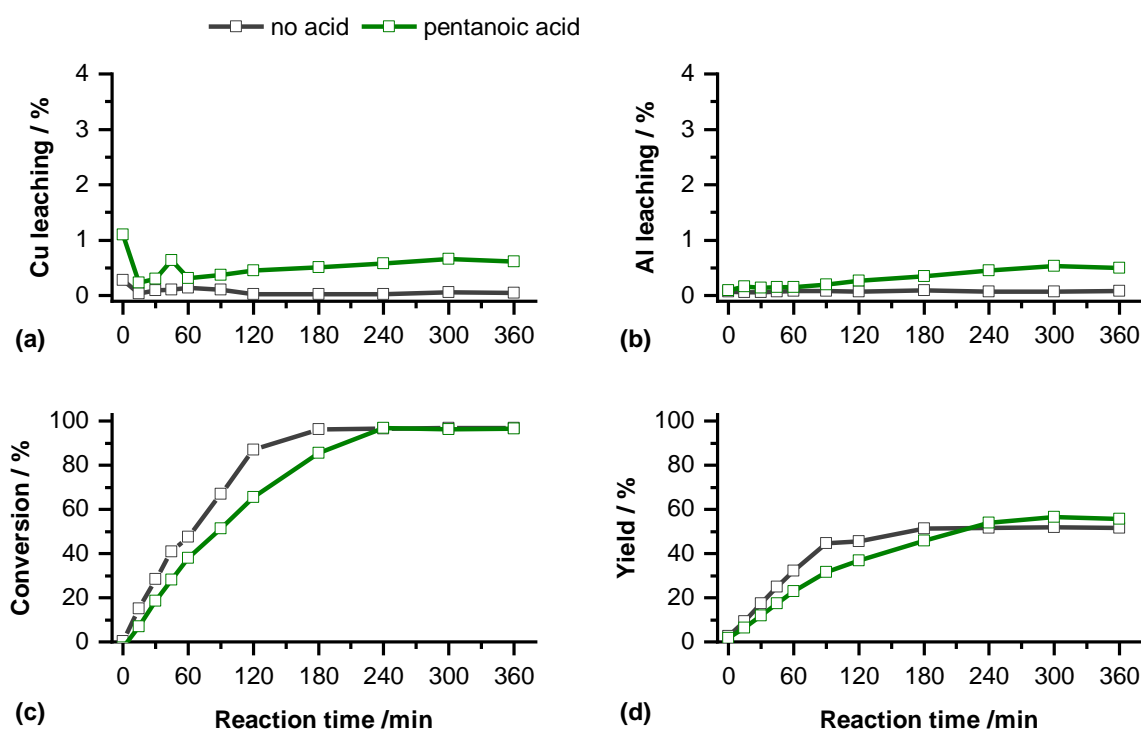 no acid pentanoic acid
Cu leaching / %
4
3
2
1
0
0 60 120 180 240 300 360
(a)
Al leaching / %
4
3
2
1
0
0 60 120 180 240 300 360
(b)
Conversion / %
100
80
60
40
20
0
0 60 120 180 240 300 360
(c)
Reaction time /min
Yield / %
100
80
60
40
20
0
0 60 120 180 240 300 360
(d)
Reaction time /min